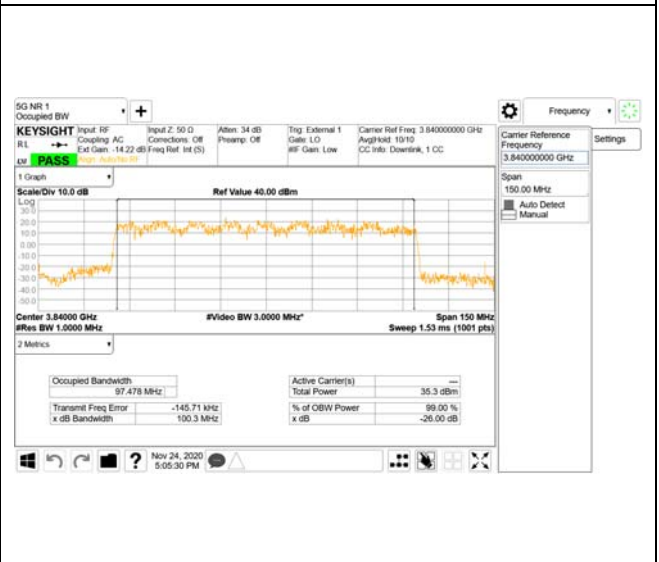 5G NR 1
Occupied BW
Frequency
KEYSIGHT
Input: RF
Coupling: AC
Ext Gain: -14.22 dB
Align: Auto/No RF
Input Z: 50 Ω
Corrections: Off
Freq Ref: Int (S)
Atten: 34 dB
Preamp: Off
Trig: External 1
Gate: LO
#IF Gain: Low
Carrier Ref Freq: 3.840000000 GHz
Avg|Hold: 10/10
CC Info: Downlink, 1 CC
R L
PASS
Carrier Reference
Frequency
3.840000000 GHz
Settings
Span
150.00 MHz
Auto Detect
Manual
1 Graph
Scale/Div 10.0 dB
Ref Value 40.00 dBm
Log
30.0
20.0
10.0
0.00
-10.0
-20.0
-30.0
-40.0
-50.0
Center 3.84000 GHz
#Video BW 3.0000 MHz*
Span 150 MHz
#Res BW 1.0000 MHz
Sweep 1.53 ms (1001 pts)
2 Metrics
Occupied Bandwidth
97.478 MHz
Active Carrier(s)
---
Total Power
35.3 dBm
Transmit Freq Error
-145.71 kHz
% of OBW Power
99.00 %
x dB Bandwidth
100.3 MHz
x dB
-26.00 dB
?
Nov 24, 2020
5:05:30 PM